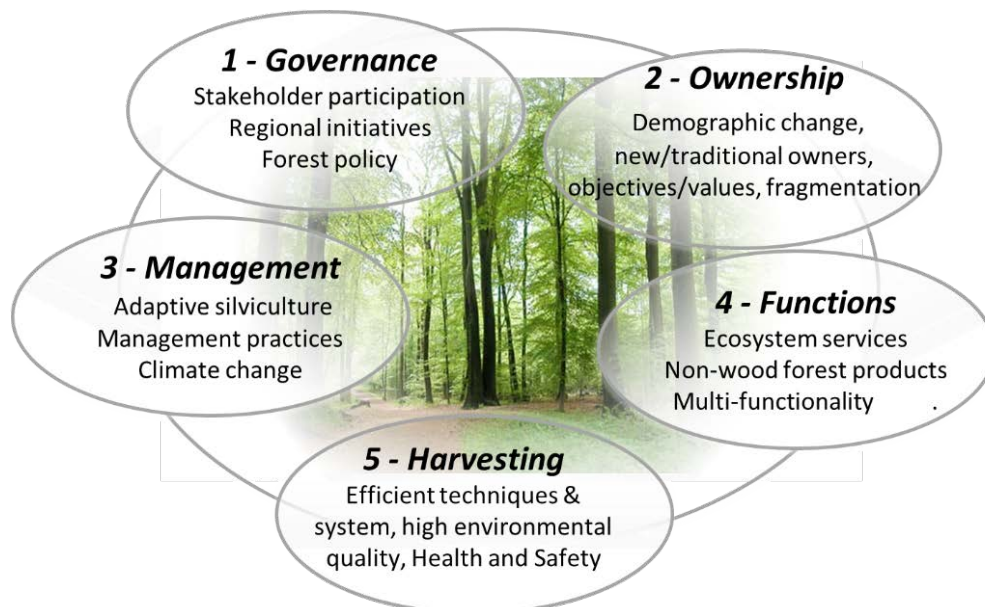 1 - Governance
Stakeholder participation
Regional initiatives
Forest policy
2 - Ownership
Demographic change,
new/traditional owners,
objectives/values, fragmentation
3 - Management
Adaptive silviculture
Management practices
Climate change
4 - Functions
Ecosystem services
Non-wood forest products
Multi-functionality .
5 - Harvesting
Efficient techniques &
system, high environmental
quality, Health and Safety